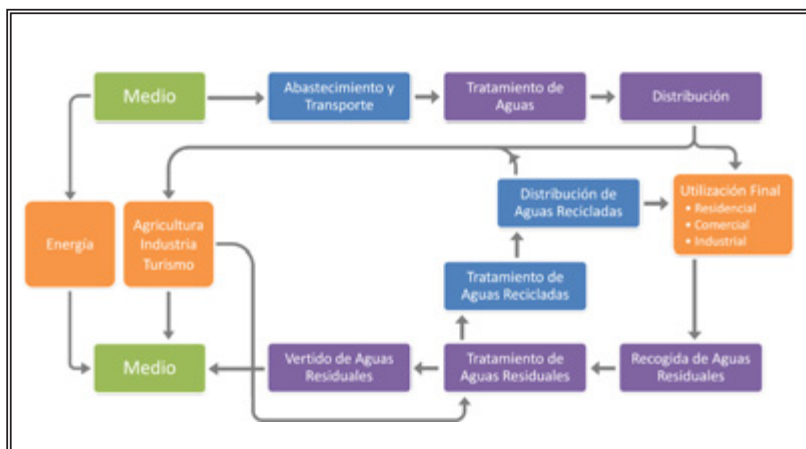 Medio
Abastecimiento y
Transporte
Tratamiento de
Aguas
Distribución
Energía
Agricultura
Industria
Turismo
Distribución de
Aguas Recicladas
Utilización Final
• Residencial
• Comercial
• Industrial
Tratamiento de
Aguas Recicladas
Medio
Vertido de Aguas
Residuales
Tratamiento de
Aguas Residuales
Recogida de Aguas
Residuales